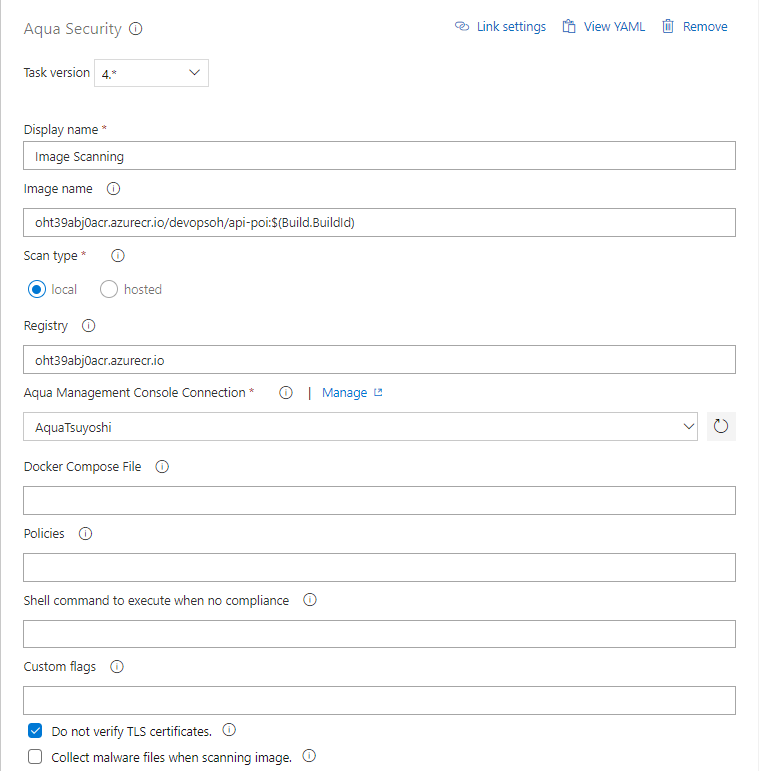 Aqua Security
Link settings
View YAML
Remove
Task version
4.*
Display name *
Image Scanning
Image name
oht39abj0acr.azurecr.io/devopsoh/api-poi:$(Build.BuildId)
Scan type *
local
hosted
Registry
oht39abj0acr.azurecr.io
Aqua Management Console Connection * | Manage
AquaTsuyoshi
Docker Compose File
Policies
Shell command to execute when no compliance
Custom flags
Do not verify TLS certificates.
Collect malware files when scanning image.